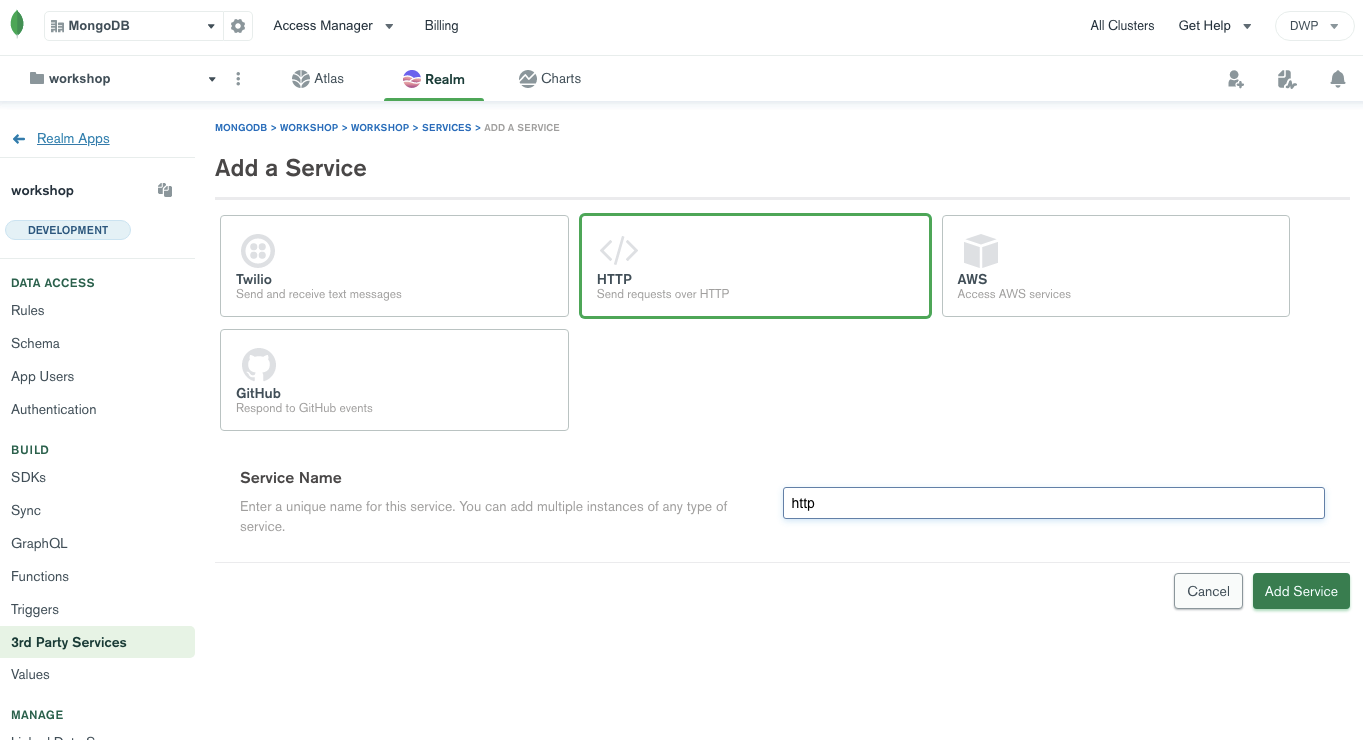 MongoDB
Access Manager
Billing
All Clusters
Get Help
DWP
workshop
Atlas
Realm
Charts
Realm Apps
workshop
DEVELOPMENT
DATA ACCESS
Rules
Schema
App Users
Authentication
BUILD
SDKs
Sync
GraphQL
Functions
Triggers
3rd Party Services
Values
MANAGE
MONGODB > WORKSHOP > WORKSHOP > SERVICES > ADD A SERVICE
Add a Service
Twilio
Send and receive text messages
HTTP
Send requests over HTTP
AWS
Access AWS services
GitHub
Respond to GitHub events
Service Name
Enter a unique name for this service. You can add multiple instances of any type of
service.
http
Cancel
Add Service